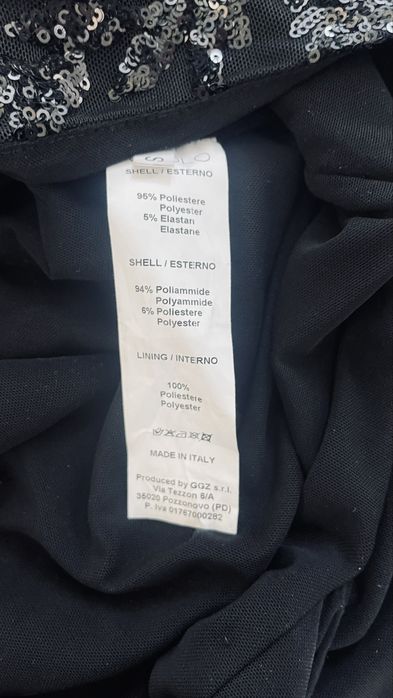 S
SHELL / ESTERNO
95% Poliestere
Polyester
5% Elastan
Elastane
SHELL / ESTERNO
94% Poliammide
Polyammide
6% Poliestere
Polyester
LINING / INTERNO
100%
Poliestere
Polyester
MADE IN ITALY
Produced by GGZ s.r.l.
Via Tezzon 6/A
35020 Pozzonovo (PD)
P. Iva 01767000282